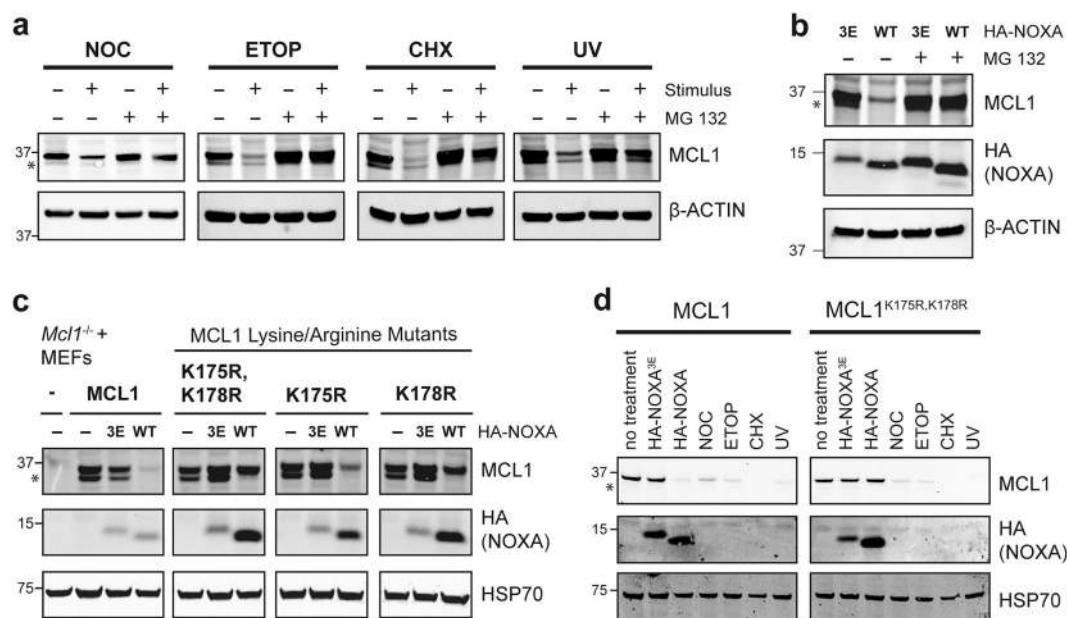 a
NOC ETOP CHX UV
– + – + – + – + – + – + – + – + Stimulus
– – + + – – + + – – + + – – + + MG 132
37
*
MCL1
β-ACTIN
37
b
3E WT 3E WT HA-NOXA
– – + + MG 132
37
*
MCL1
15
HA
(NOXA)
β-ACTIN
37
c
Mcl1-/- +
MEFs
MCL1 Lysine/Arginine Mutants
- MCL1 K175R,
K178R K175R K178R
– – 3E WT – 3E WT – 3E WT – 3E WT HA-NOXA
37
*
MCL1
15
HA
(NOXA)
75
HSP70
d
MCL1 MCL1K175R,K178R
no treatment HA-NOXA3E HA-NOXA NOC ETOP CHX UV
no treatment HA-NOXA3E HA-NOXA NOC ETOP CHX UV
37
*
MCL1
15
HA
(NOXA)
75
HSP70